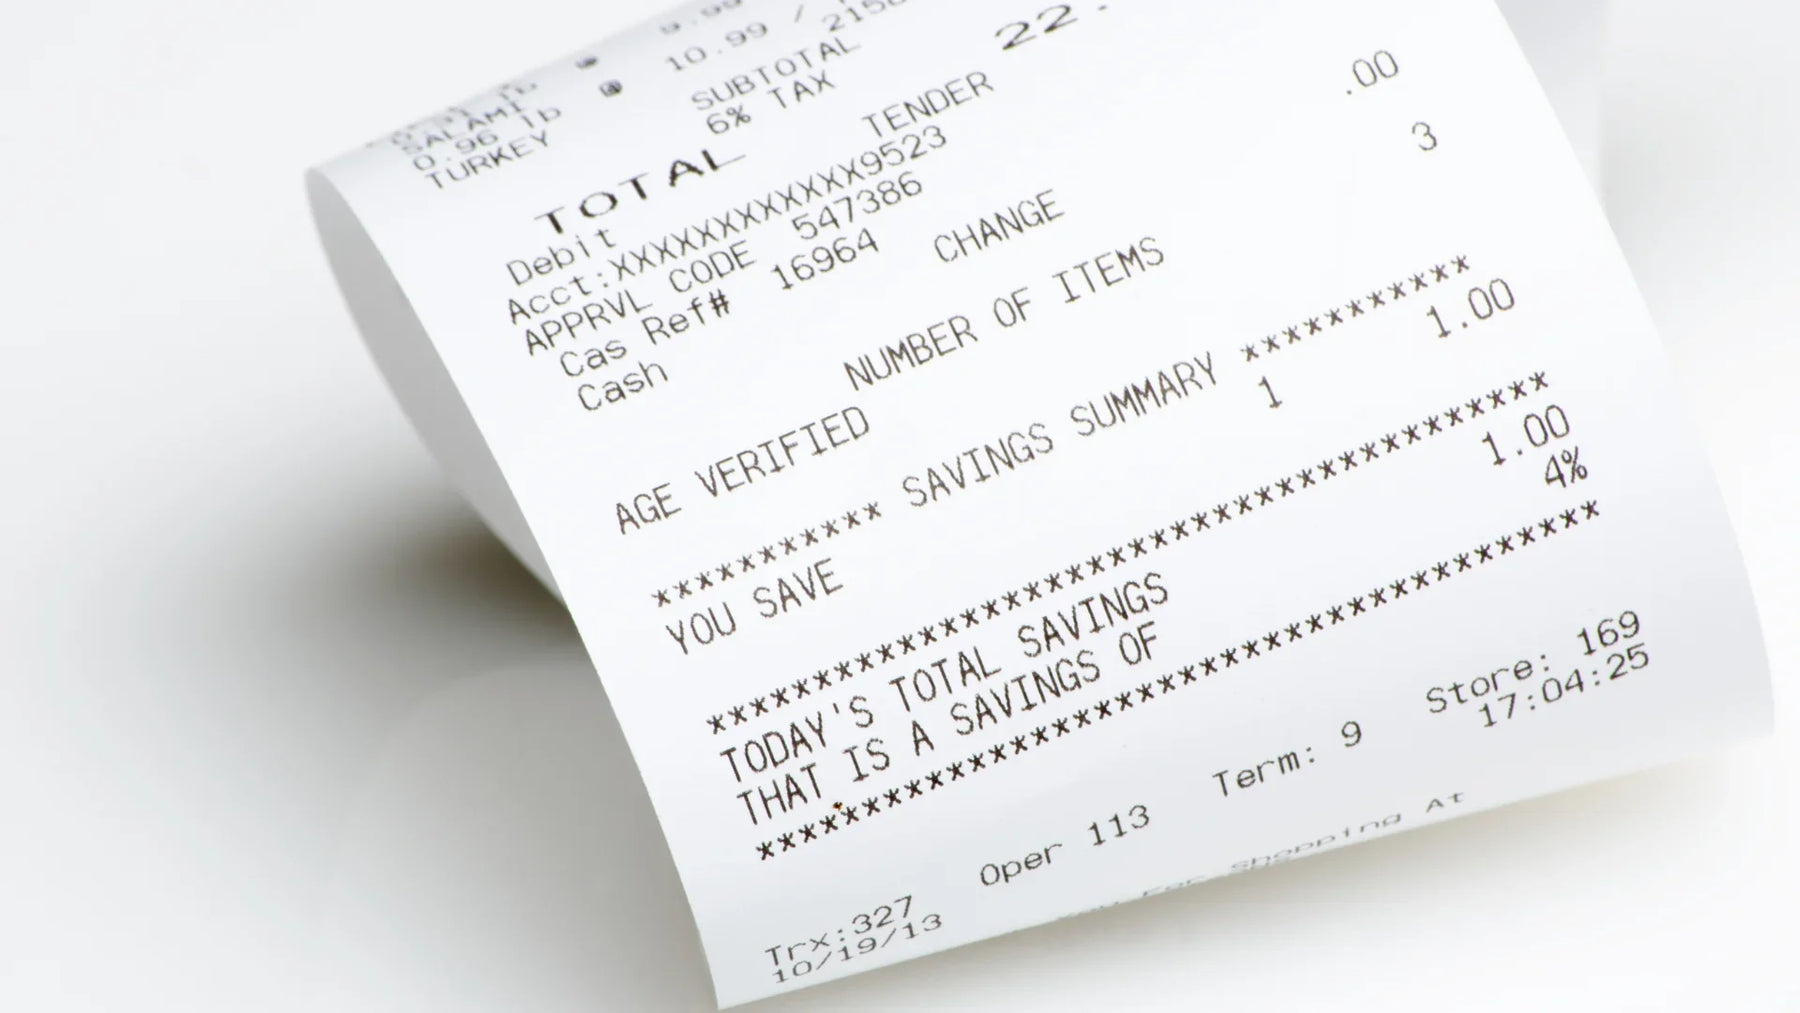 SALAMI @ 10.99 /
0.96 lb @
TURKEY
SUBTOTAL
6% TAX
TOTAL 22.
Debit TENDER
Acct:XXXXXXXXXXXX9523
APPRVL CODE 547386
Cas Ref# 16964
Cash CHANGE .00
NUMBER OF ITEMS 3
AGE VERIFIED
*********** SAVINGS SUMMARY ***********
YOU SAVE 1 1.00
***************************************
TODAY'S TOTAL SAVINGS 1.00
THAT IS A SAVINGS OF 4%
***************************************
Trx:327 Oper 113 Term: 9 Store: 169
10/19/13 17:04:25
For Shopping At